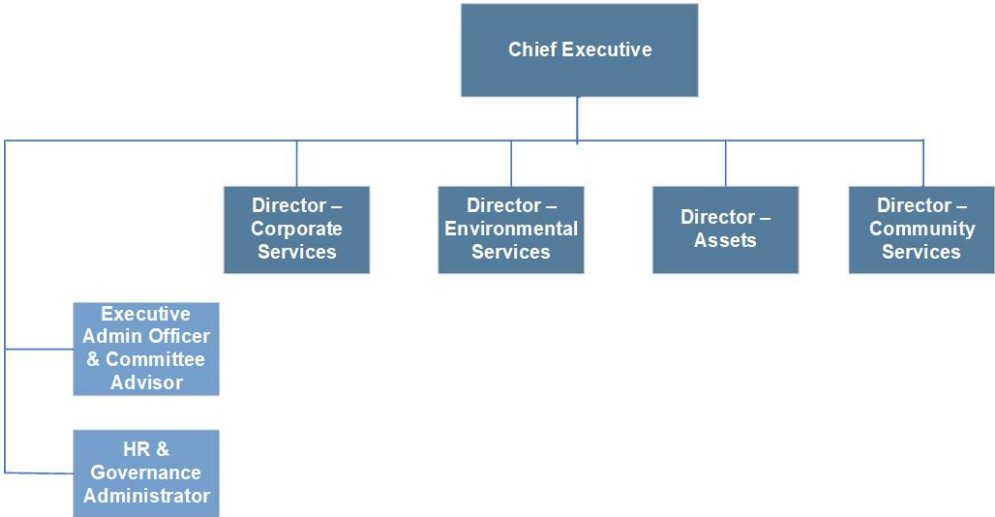 Chief Executive
Director –
Corporate
Services
Director –
Environmental
Services
Director –
Assets
Director –
Community
Services
Executive
Admin Officer
& Committee
Advisor
HR &
Governance
Administrator